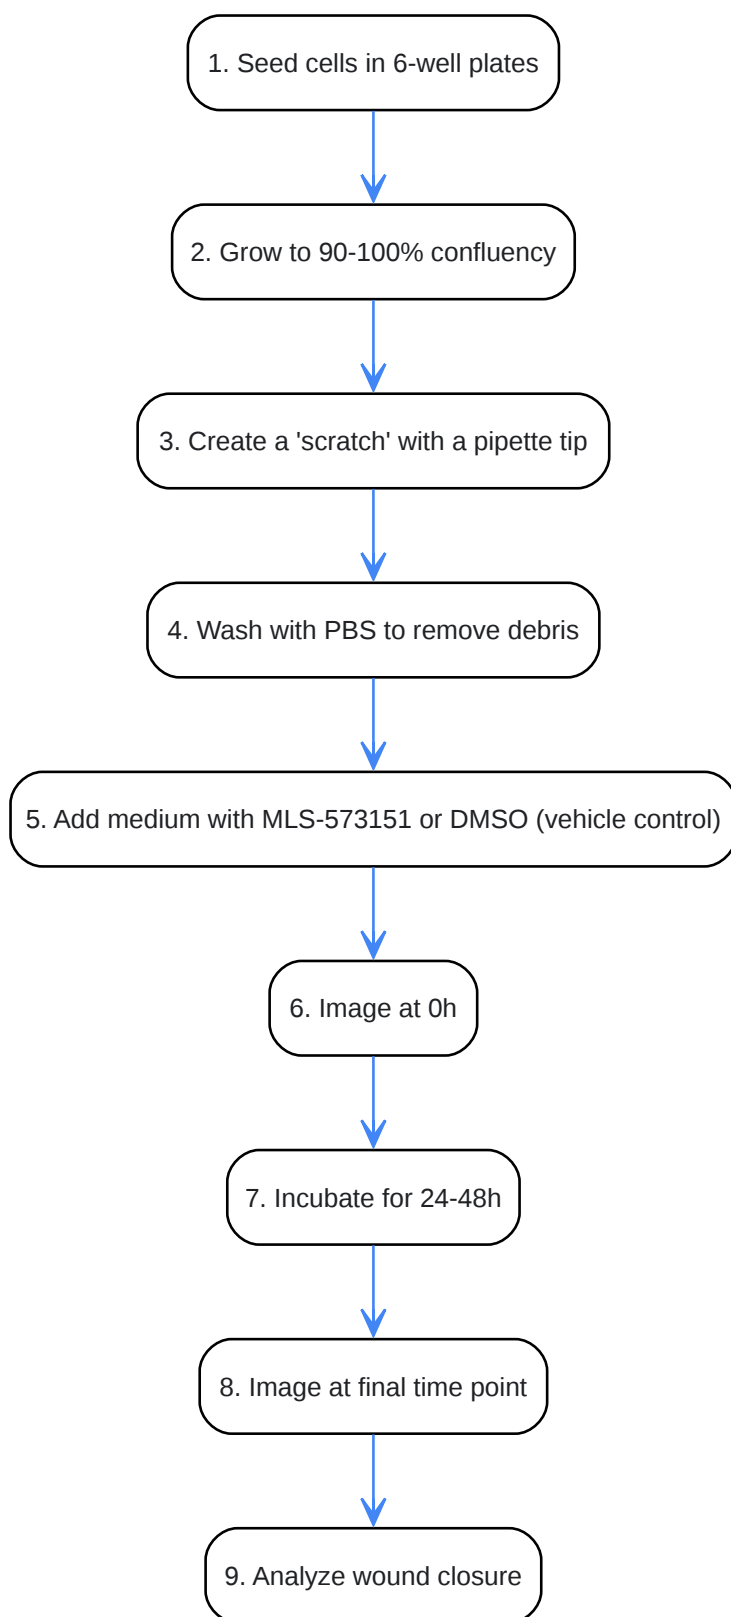 1. Seed cells in 6-well plates
2. Grow to 90-100% confluency
3. Create a 'scratch' with a pipette tip
4. Wash with PBS to remove debris
5. Add medium with MLS-573151 or DMSO (vehicle control)
6. Image at 0h
7. Incubate for 24-48h
8. Image at final time point
9. Analyze wound closure